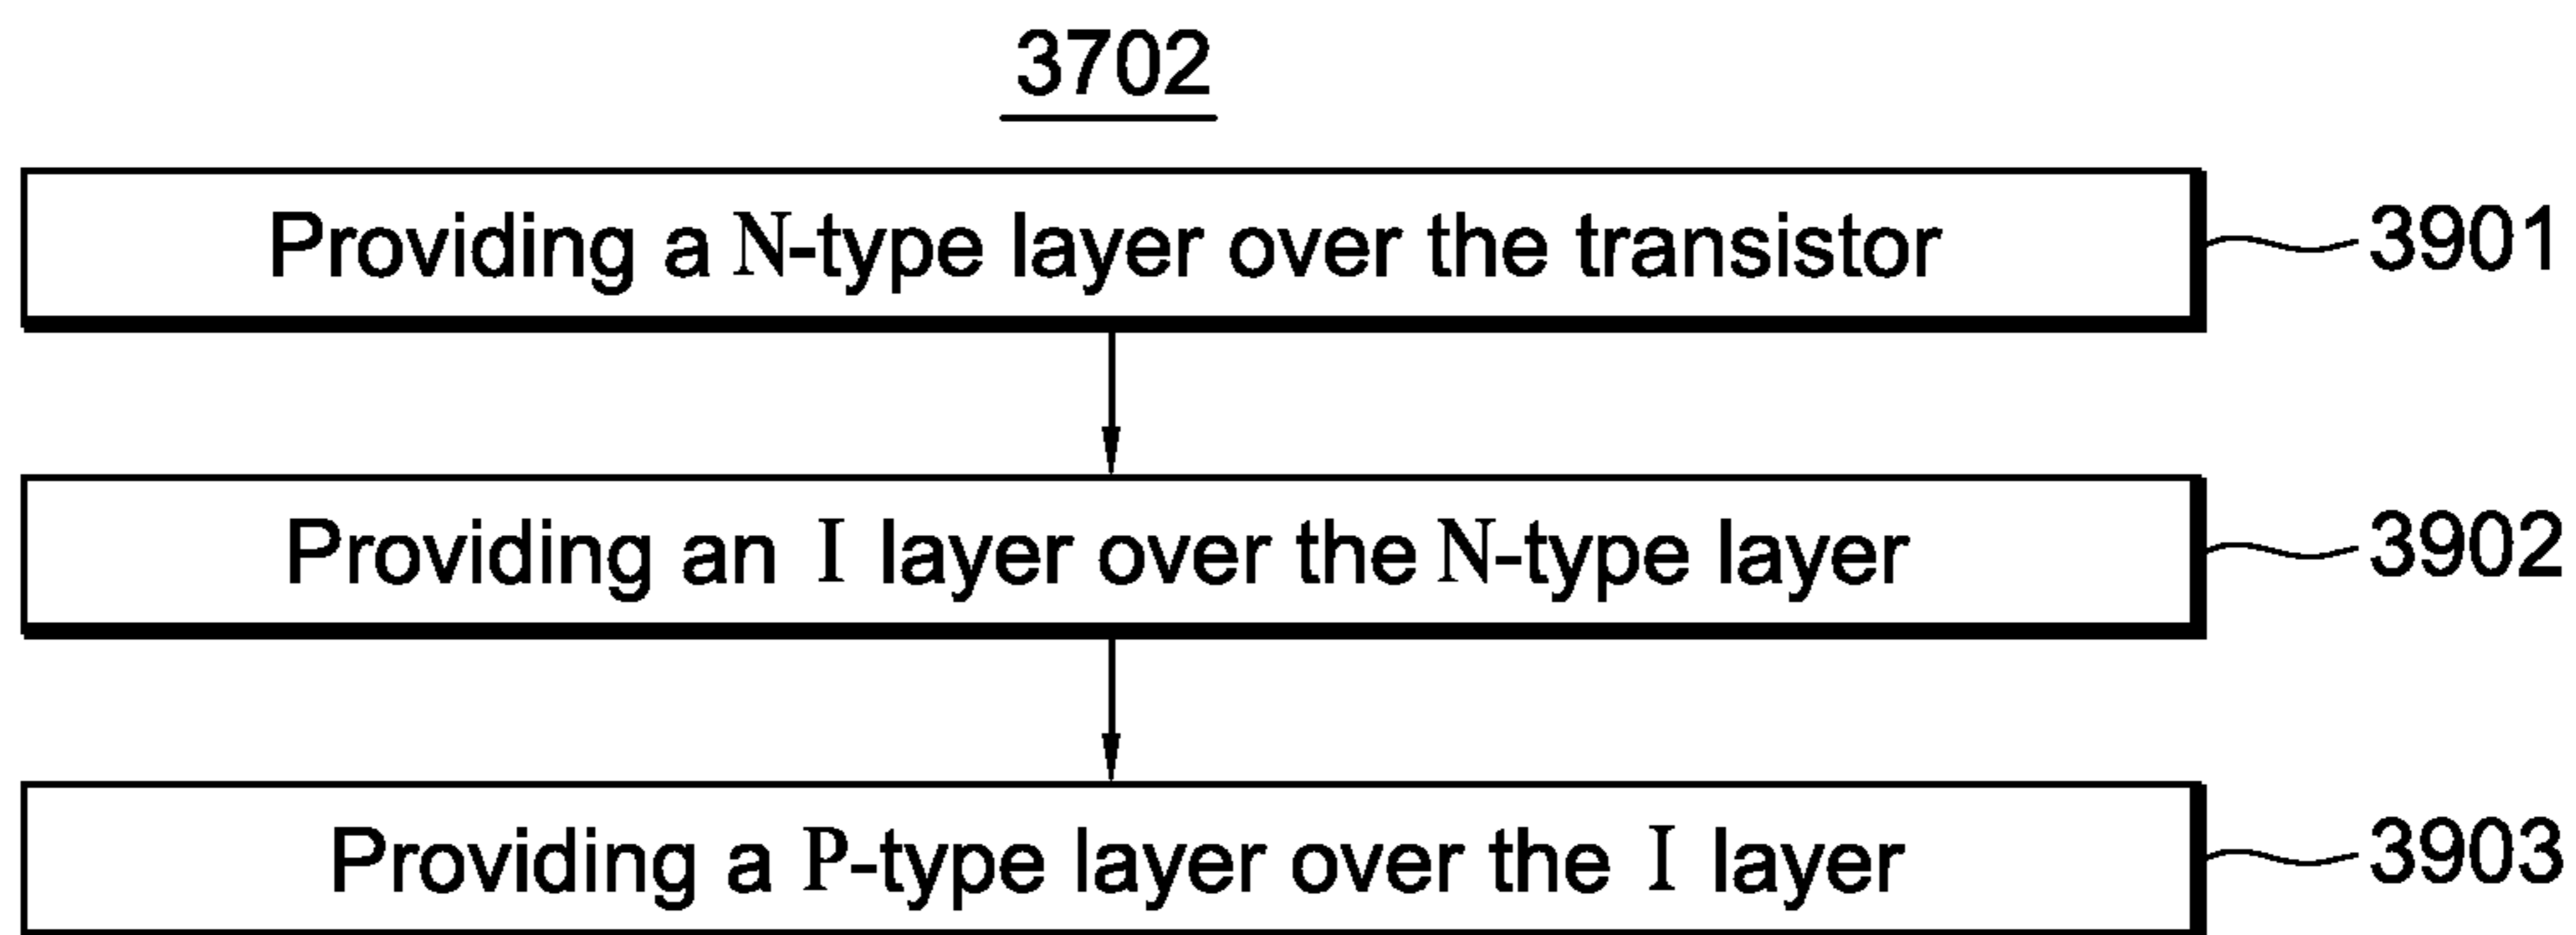 3702
Providing a N-type layer over the transistor 3901
Providing an I layer over the N-type layer 3902
Providing a P-type layer over the I layer 3903